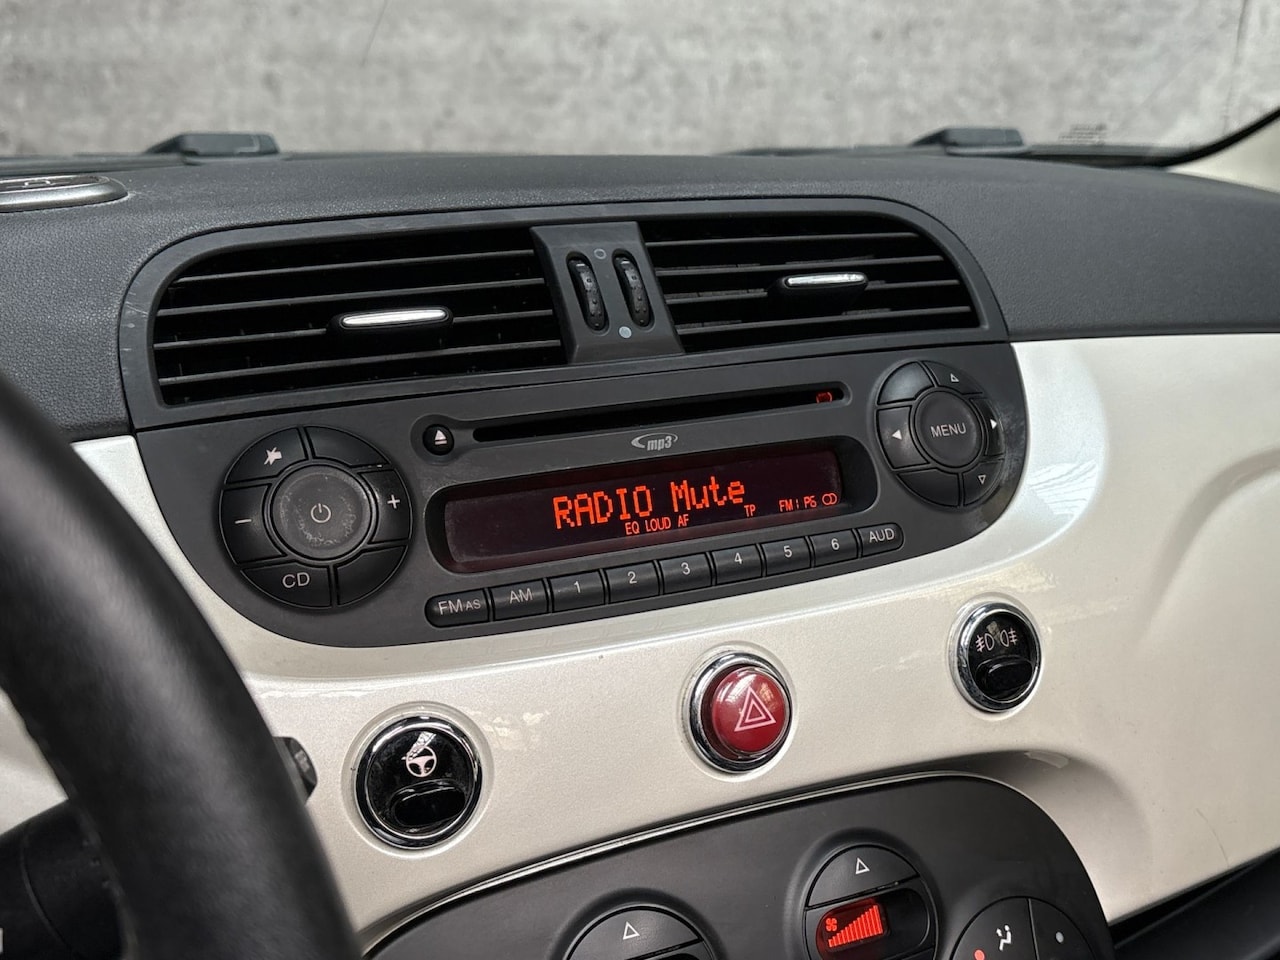 mp3
MENU
RADIO Mute
EQ LOUD AF TP FM1 P6
CD
FM AS AM 1 2 3 4 5 6 AUD